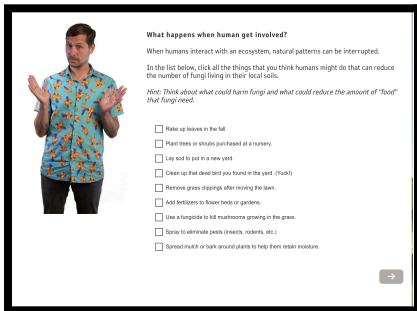 What happens when human get involved?
When humans interact with an ecosystem, natural patterns can be interrupted.
In the list below, click all the things that you think humans might do that can reduce
the number of fungi living in their local soils.
Hint: Think about what could harm fungi and what could reduce the amount of "food"
that fungi need.
Rake up leaves in the fall.
Plant trees or shrubs purchased at a nursery.
Lay sod to put in a new yard.
Clean up that dead bird you found in the yard. (Yuck!)
Remove grass clippings after moving the lawn.
Add fertilizers to flower beds or gardens.
Use a fungicide to kill mushrooms growing in the grass.
Spray to eliminate pests (insects, rodents, etc.)
Spread mulch or bark around plants to help them retain moisture.